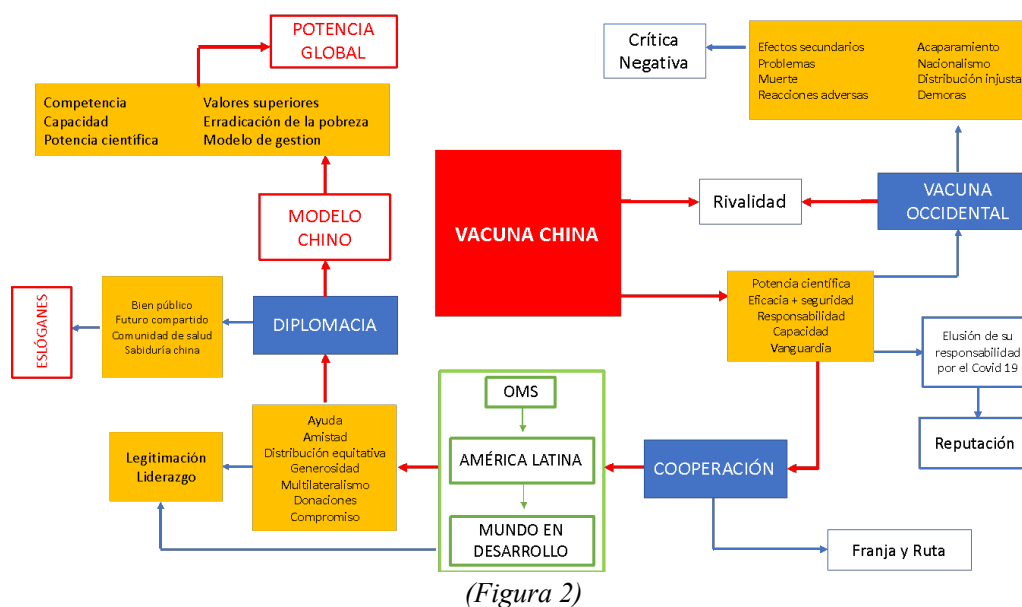 POTENCIA
GLOBAL
Competencia
Capacidad
Potencia científica
Valores superiores
Erradicación de la pobreza
Modelo de gestion
MODELO
CHINO
ESLÓGANES
Bien público
Futuro compartido
Comunidad de salud
Sabiduría china
DIPLOMACIA
Legitimación
Liderazgo
Ayuda
Amistad
Distribución equitativa
Generosidad
Multilateralismo
Donaciones
Compromiso
OMS
AMÉRICA LATINA
MUNDO EN
DESARROLLO
VACUNA CHINA
Rivalidad
Crítica
Negativa
Efectos secundarios
Problemas
Muerte
Reacciones adversas
Acaparamiento
Nacionalismo
Distribución injusta
Demoras
VACUNA
OCCIDENTAL
Potencia científica
Eficacia + seguridad
Responsabilidad
Capacidad
Vanguardia
Elusión de su
responsabilidad
por el Covid 19
Reputación
COOPERACIÓN
Franja y Ruta
(Figura 2)